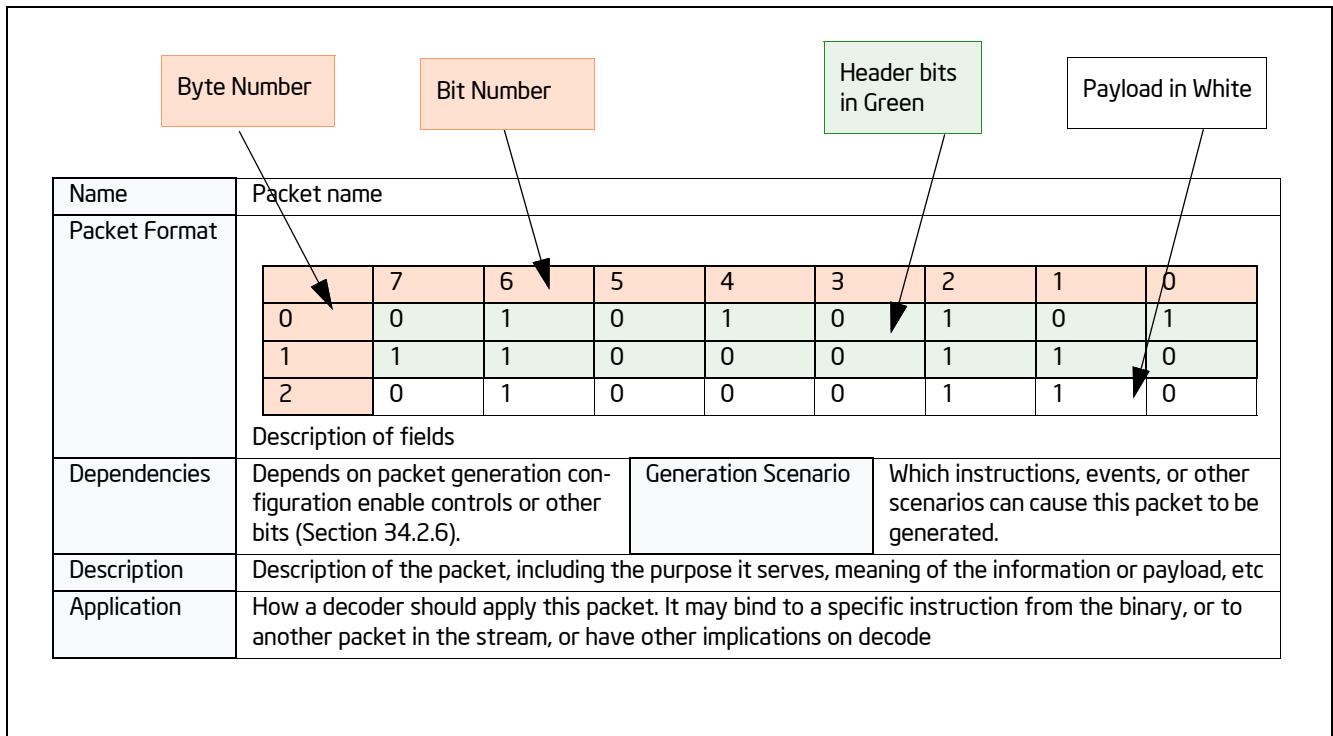 Byte Number
Bit Number
Header bits
in Green
Payload in White
Name Packet name
Packet Format
7 6 5 4 3 2 1 0
0 0 1 0 1 0 1 0 1
1 1 1 0 0 0 1 1 0
2 0 1 0 0 0 1 1 0
Description of fields
Dependencies
Depends on packet generation con-
figuration enable controls or other
bits (Section 34.2.6).
Generation Scenario
Which instructions, events, or other
scenarios can cause this packet to be
generated.
Description Description of the packet, including the purpose it serves, meaning of the information or payload, etc
Application How a decoder should apply this packet. It may bind to a specific instruction from the binary, or to
another packet in the stream, or have other implications on decode